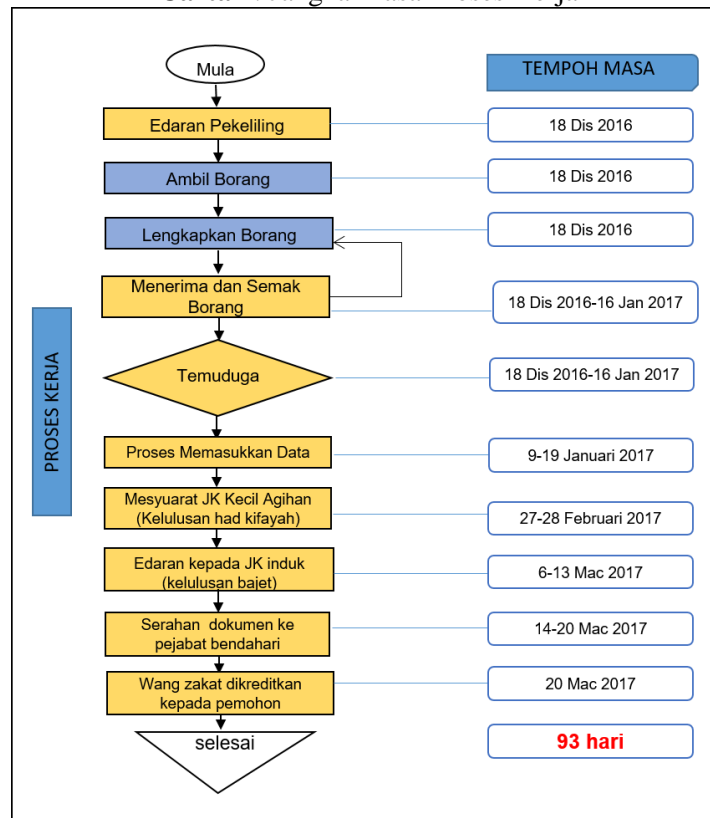 Mula
TEMPOH MASA
Edaran Pekeliling
18 Dis 2016
Ambil Borang
18 Dis 2016
Lengkapkan Borang
18 Dis 2016
Menerima dan Semak
Borang
18 Dis 2016-16 Jan 2017
PROSES KERJA
Temuduga
18 Dis 2016-16 Jan 2017
Proses Memasukkan Data
9-19 Januari 2017
Mesyuarat JK Kecil Agihan
(Kelulusan had kifayah)
27-28 Februari 2017
Edaran kepada JK induk
(kelulusan bajet)
6-13 Mac 2017
Serahan dokumen ke
pejabat bendahari
14-20 Mac 2017
Wang zakat dikreditkan
kepada pemohon
20 Mac 2017
selesai
93 hari